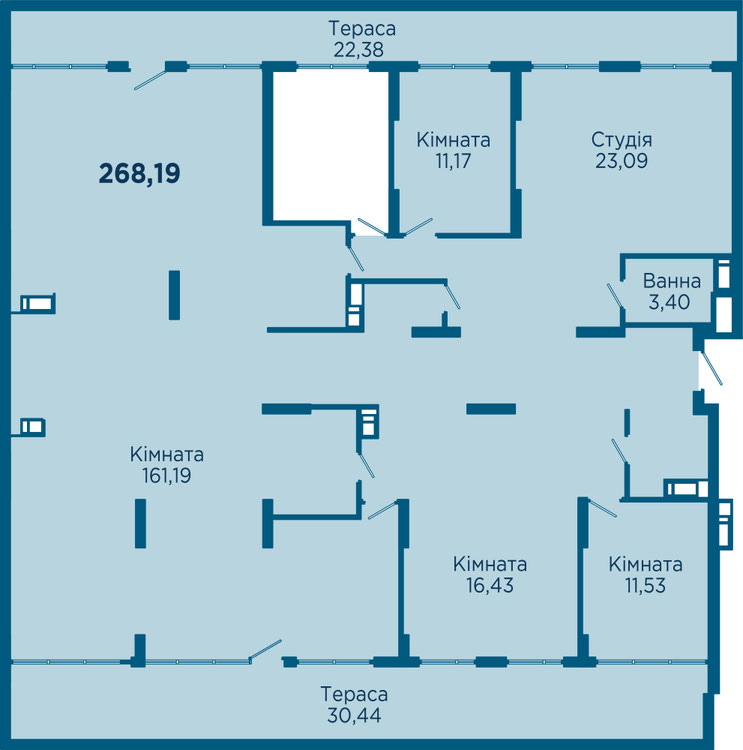 Тераса
22,38
Кімната
11,17
Студія
23,09
268,19
Ванна
3,40
Кімната
161,19
Кімната
16,43
Кімната
11,53
Тераса
30,44